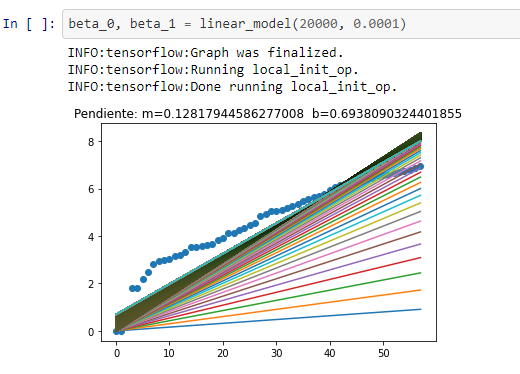 In [ ]: beta_0, beta_1 = linear_model(20000, 0.0001)
INFO:tensorflow:Graph was finalized.
INFO:tensorflow:Running local_init_op.
INFO:tensorflow:Done running local_init_op.
Pendiente: m=0.12817944586277008 b=0.6938090324401855
8
6
4
2
0
0 10 20 30 40 50